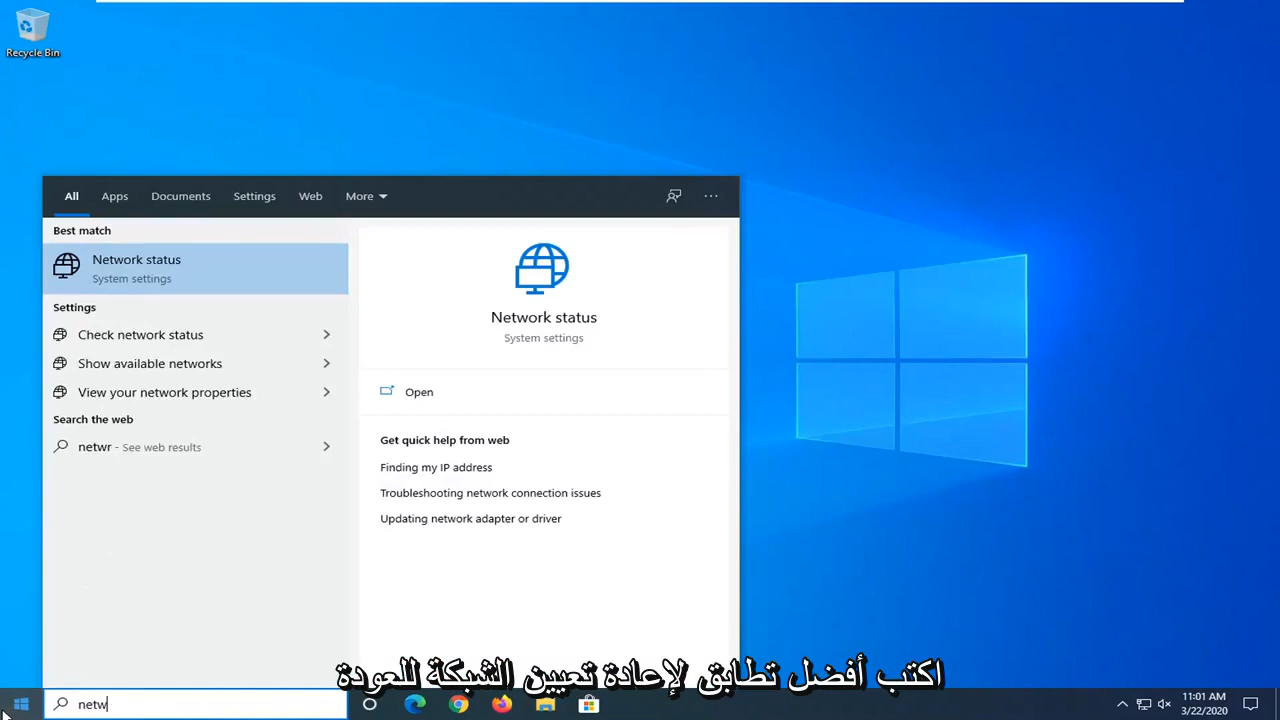 Recycle Bin
All Apps Documents Settings Web More
Best match
Network status
System settings
Settings
Check network status
Show available networks
View your network properties
Search the web
netwr - See web results
Network status
System settings
Open
Get quick help from web
Finding my IP address
Troubleshooting network connection issues
Updating network adapter or driver
اكتب أفضل تطابق لإعادة تعيين الشبكة للعودة
netw
11:01 AM
3/22/2020